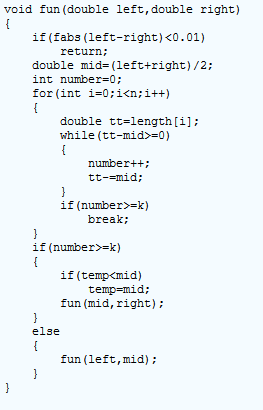 void fun(double left,double right)
{
    if(fabs(left-right)<0.01)
        return;
    double mid=(left+right)/2;
    int number=0;
    for(int i=0;i<n;i++)
    {
        double tt=length[i];
        while(tt-mid>=0)
        {
            number++;
            tt-=mid;
        }
        if(number>=k)
            break;
    }
    if(number>=k)
    {
        if(temp<mid)
            temp=mid;
        fun(mid,right);
    }
    else
    {
        fun(left,mid);
    }
}